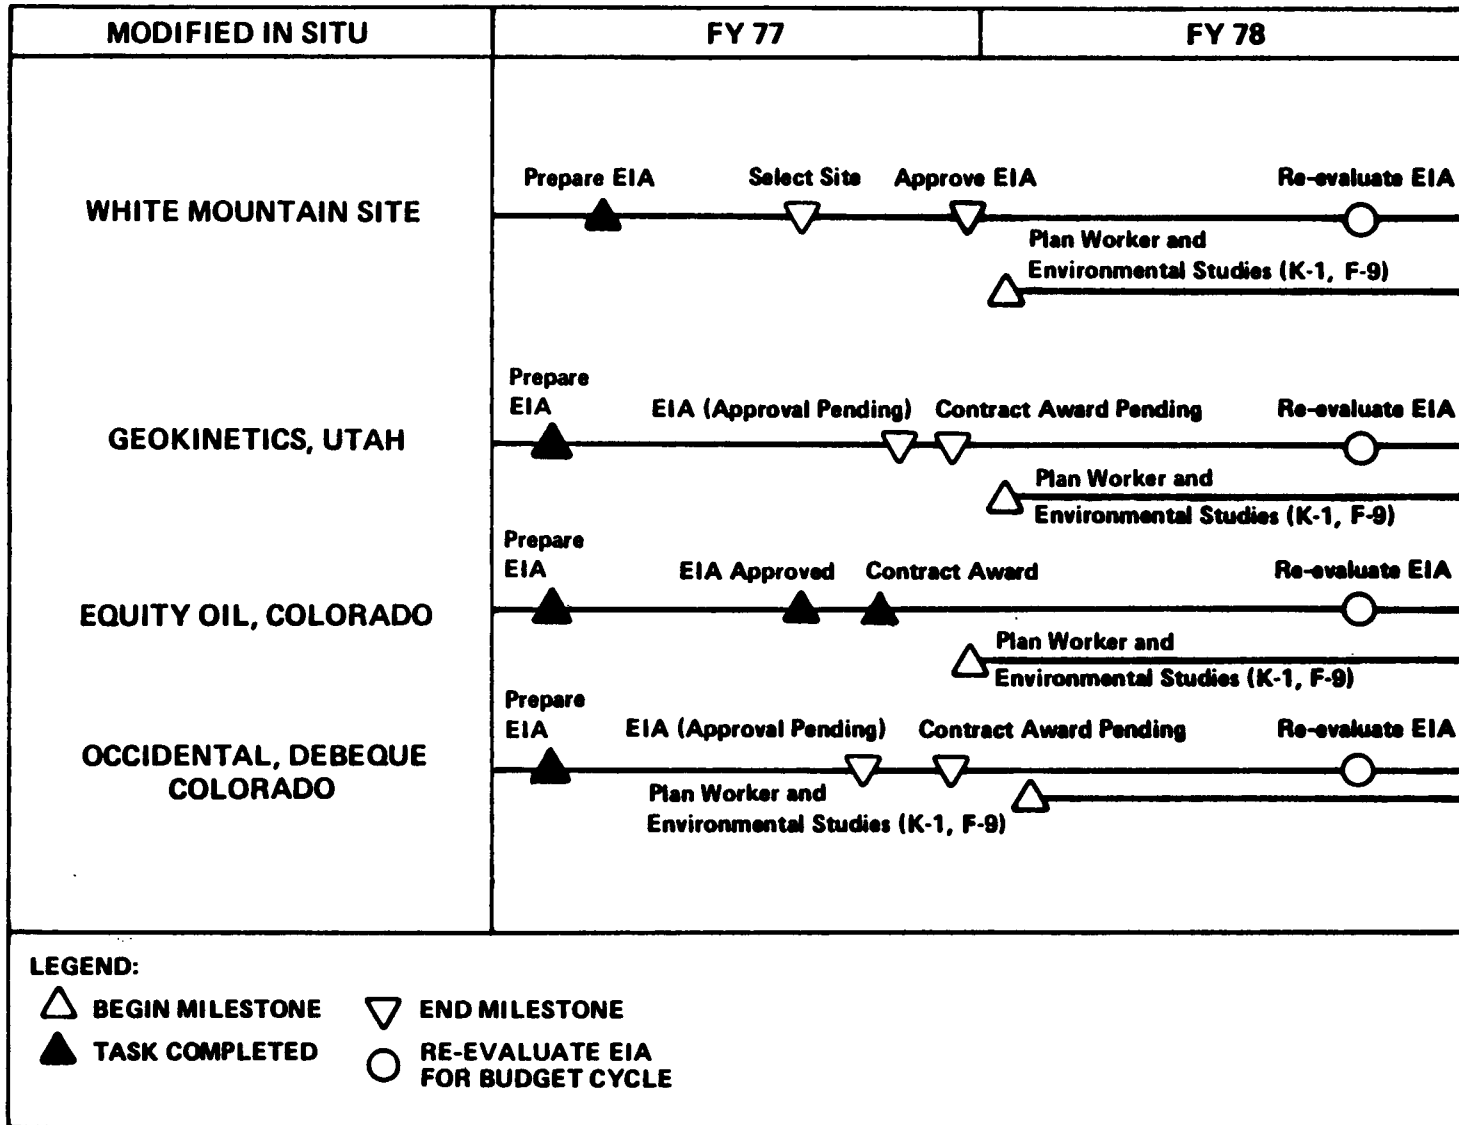 MODIFIED IN SITU
FY 77
FY 78
Prepare EIA
Select Site
Approve EIA
Re-evaluate EIA
WHITE MOUNTAIN SITE
Plan Worker and
Environmental Studies (K-1, F-9)
Prepare
EIA
EIA (Approval Pending)
Contract Award Pending
Re-evaluate EIA
GEOKINETICS, UTAH
Plan Worker and
Environmental Studies (K-1, F-9)
Prepare
EIA
EIA Approved
Contract Award
Re-evaluate EIA
EQUITY OIL, COLORADO
Plan Worker and
Environmental Studies (K-1, F-9)
Prepare
EIA
EIA (Approval Pending)
Contract Award Pending
Re-evaluate EIA
OCCIDENTAL, DEBEQUE
COLORADO
Plan Worker and
Environmental Studies (K-1, F-9)
LEGEND:
BEGIN MILESTONE
END MILESTONE
TASK COMPLETED
RE-EVALUATE EIA
FOR BUDGET CYCLE